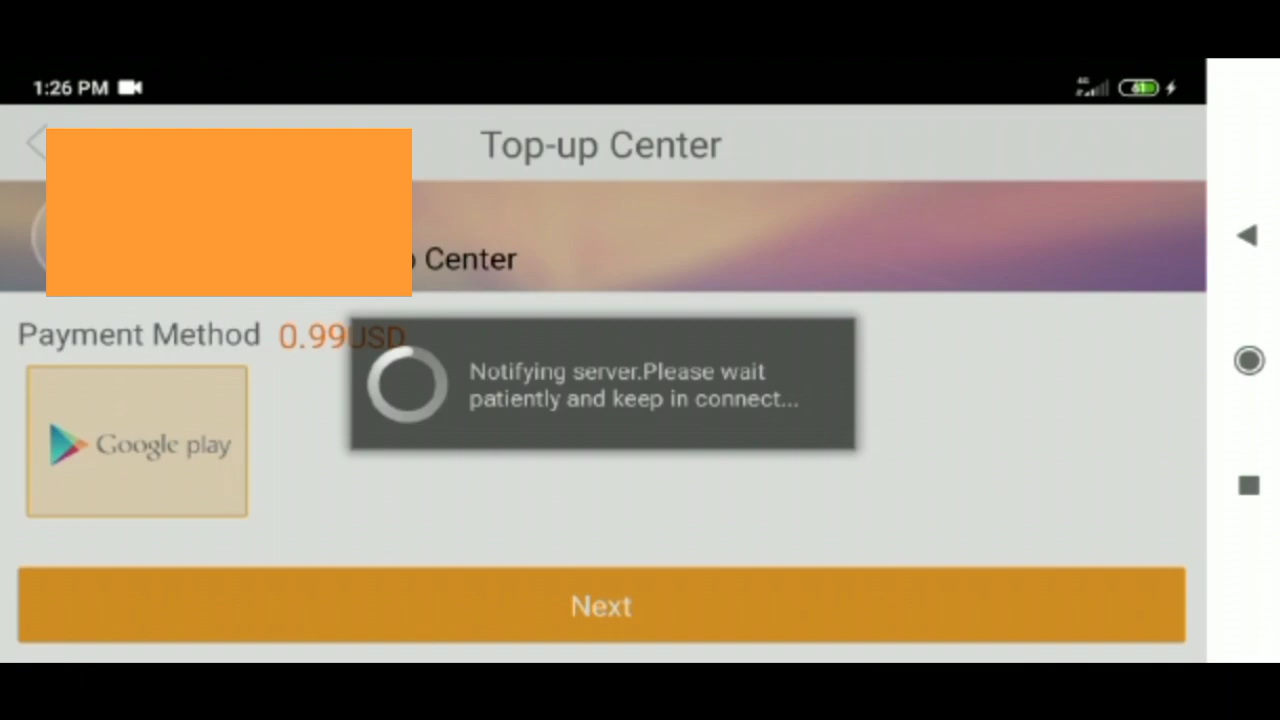 1:26 PM
61
Top-up Center
Center
Payment Method 0.99USD
Notifying server.Please wait
patiently and keep in connect...
Google play
Next